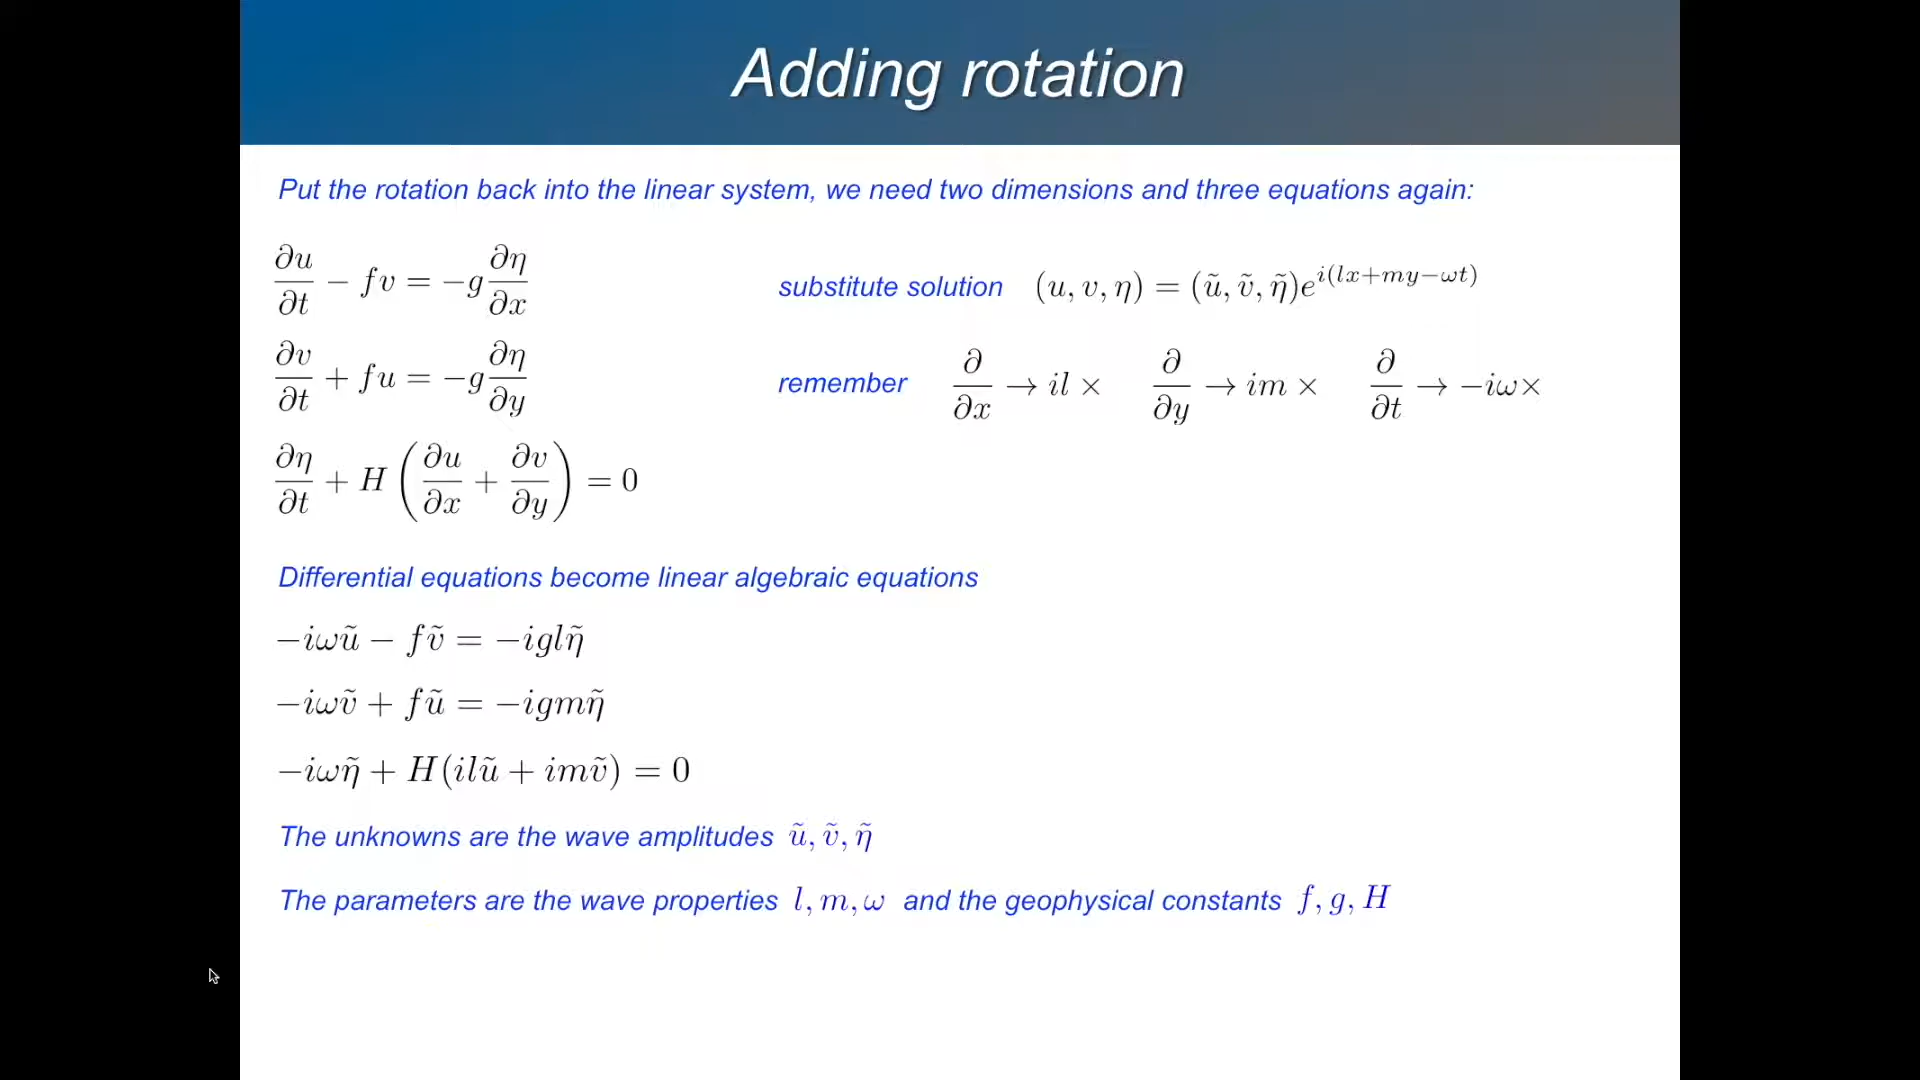 Adding rotation
Put the rotation back into the linear system, we need two dimensions and three equations again:
∂u/∂t − fv = −g ∂η/∂x
substitute solution (u, v, η) = (ũ, ṽ, η̃)e^{i(lx+my−ωt)}
∂v/∂t + fu = −g ∂η/∂y
remember ∂/∂x → il × ∂/∂y → im × ∂/∂t → −iω×
∂η/∂t + H (∂u/∂x + ∂v/∂y) = 0
Differential equations become linear algebraic equations
−iωũ − fṽ = −iglη̃
−iωṽ + fũ = −igmη̃
−iωη̃ + H(ilũ + imṽ) = 0
The unknowns are the wave amplitudes ũ, ṽ, η̃
The parameters are the wave properties l, m, ω and the geophysical constants f, g, H